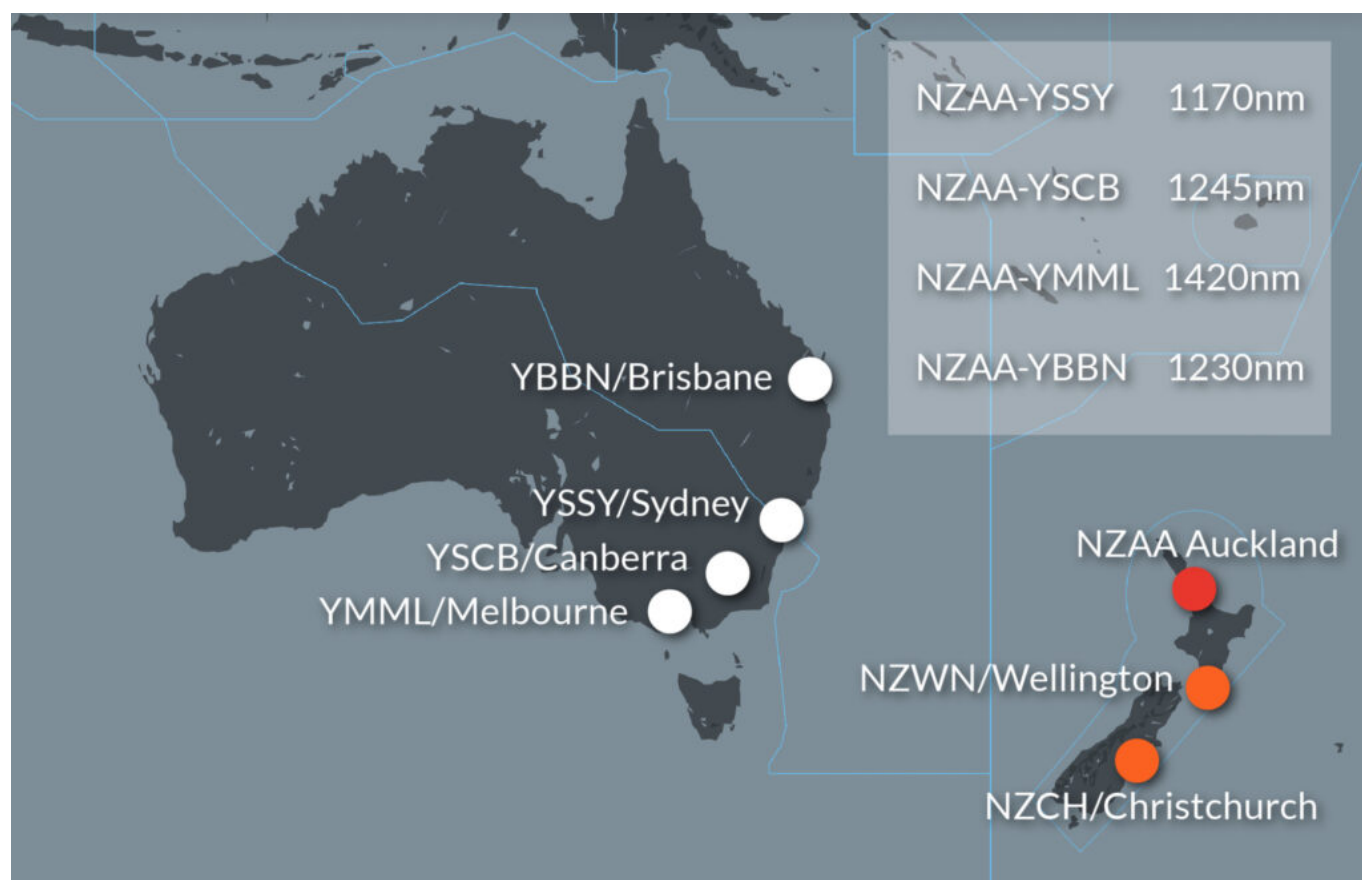 NZAA-YSSY 1170nm
NZAA-YSCB 1245nm
NZAA-YMML 1420nm
NZAA-YBBN 1230nm
YBBN/Brisbane
YSSY/Sydney
YSCB/Canberra
YMML/Melbourne
NZAA Auckland
NZWN/Wellington
NZCH/Christchurch